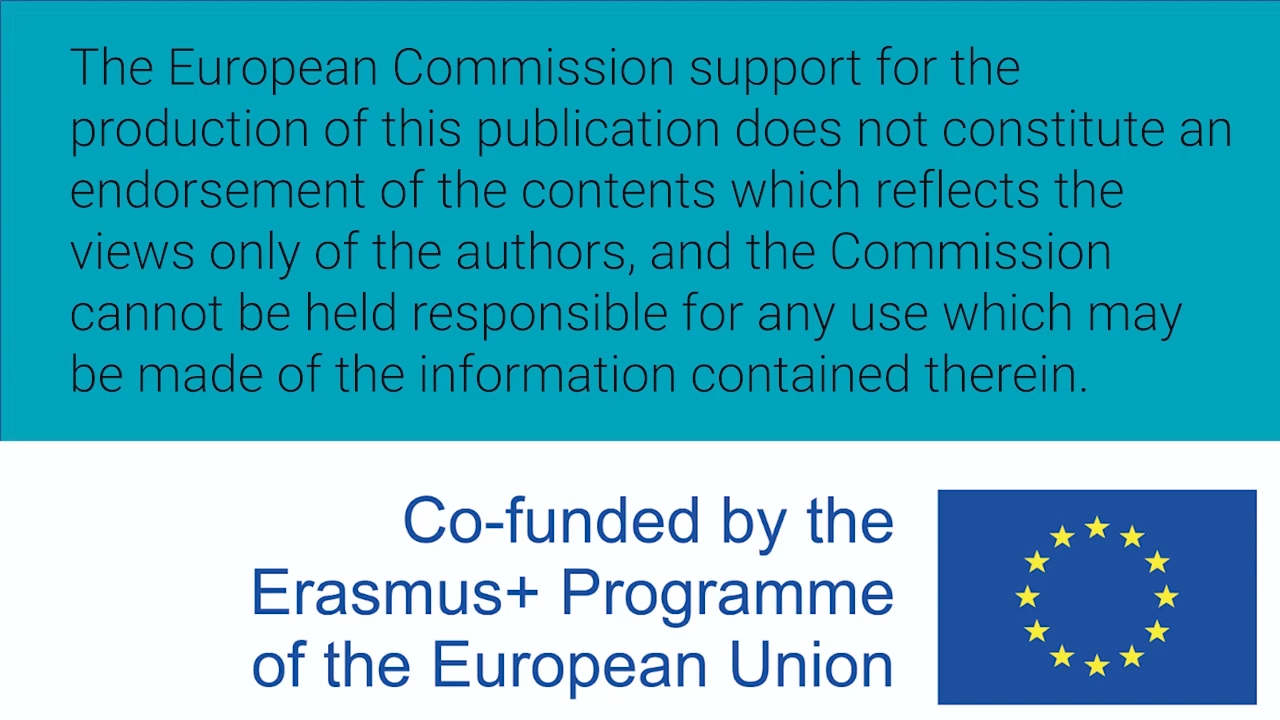 The European Commission support for the
production of this publication does not constitute an
endorsement of the contents which reflects the
views only of the authors, and the Commission
cannot be held responsible for any use which may
be made of the information contained therein.
Co-funded by the
Erasmus+ Programme
of the European Union